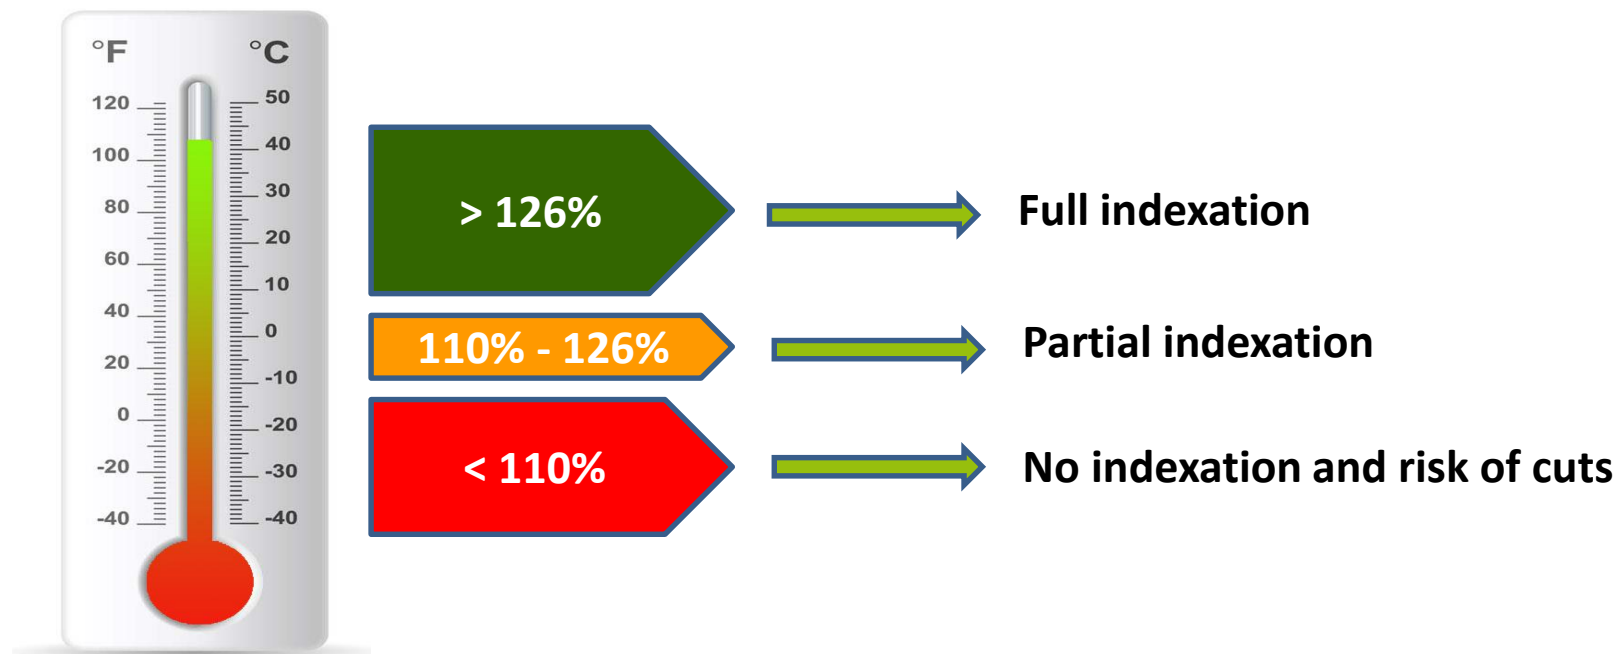 °F °C
120 50
100 40
80 30
60 20
40 10
20 0
0 -10
-20 -20
-40 -30
-40
> 126% Full indexation
110% - 126% Partial indexation
< 110% No indexation and risk of cuts